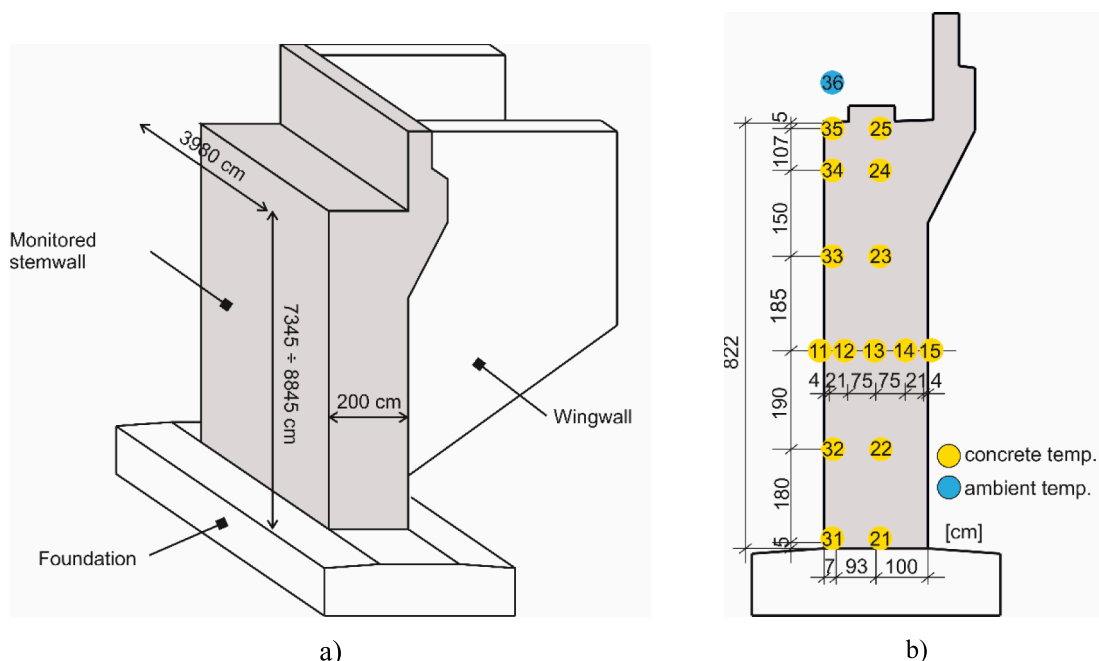 3980 cm
Monitored
stemwall
7345 ÷ 8845 cm
200 cm
Wingwall
Foundation
a)
36
5
35 25
107
34 24
150
33 23
185
822
11 12 13 14 15
4 21 75 75 21 4
190
32 22
concrete temp.
ambient temp.
180
[cm]
31 21
5
7 93 100
b)